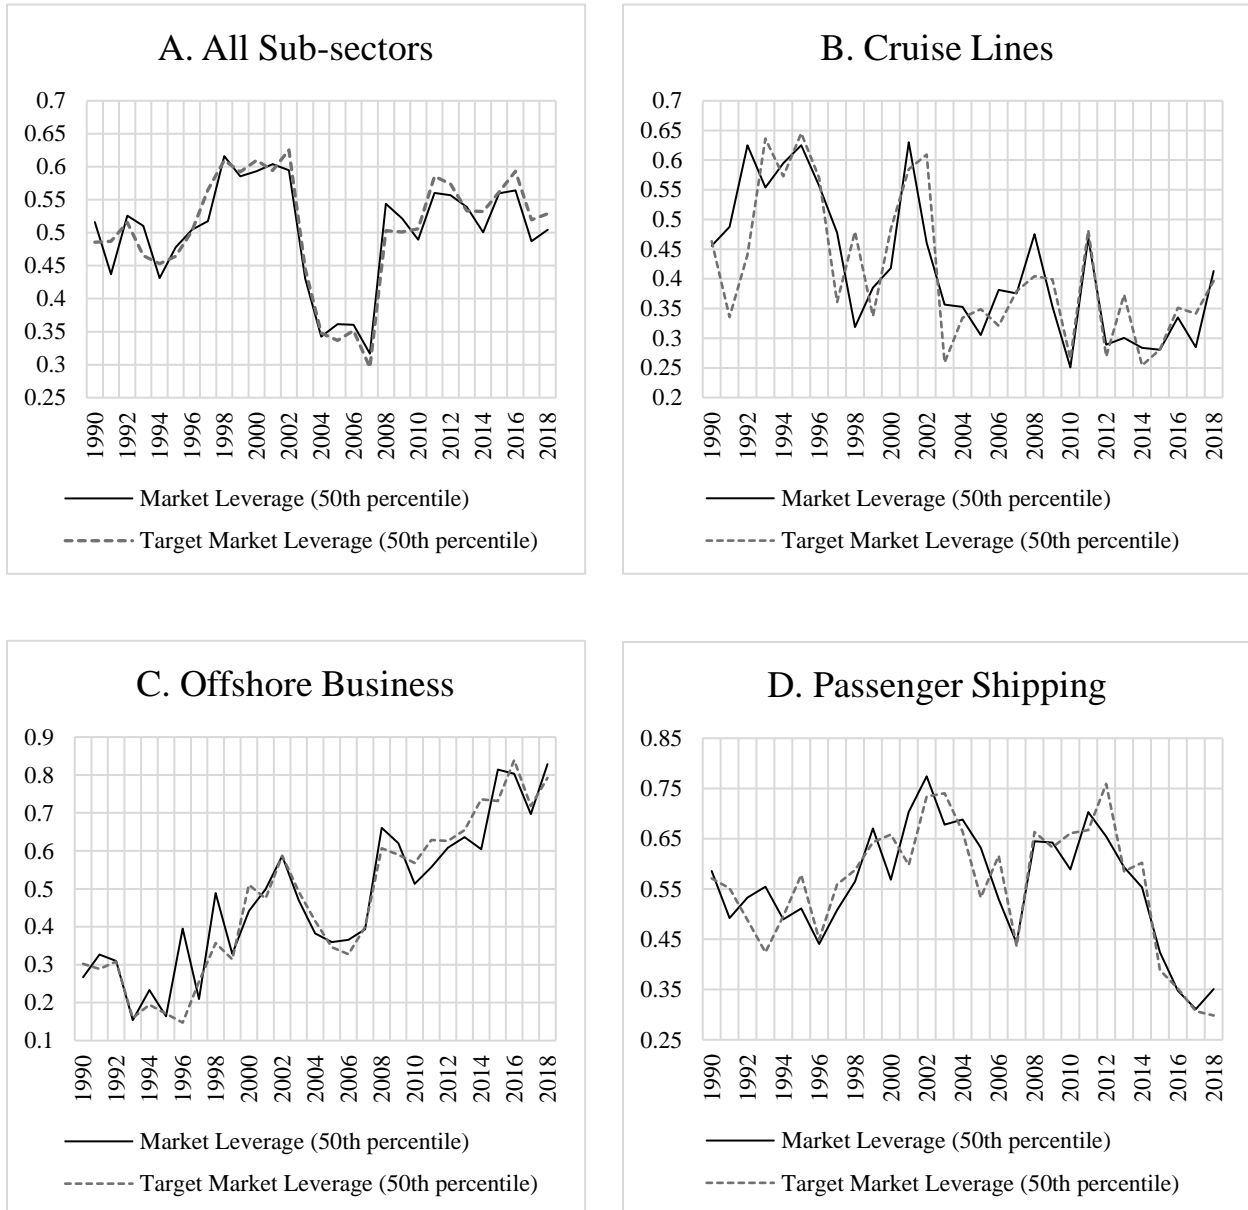 A. All Sub-sectors
0.7
0.65
0.6
0.55
0.5
0.45
0.4
0.35
0.3
0.25
1990 1992 1994 1996 1998 2000 2002 2004 2006 2008 2010 2012 2014 2016 2018
Market Leverage (50th percentile)
Target Market Leverage (50th percentile)
B. Cruise Lines
0.7
0.65
0.6
0.55
0.5
0.45
0.4
0.35
0.3
0.25
0.2
1990 1992 1994 1996 1998 2000 2002 2004 2006 2008 2010 2012 2014 2016 2018
Market Leverage (50th percentile)
Target Market Leverage (50th percentile)
C. Offshore Business
0.9
0.8
0.7
0.6
0.5
0.4
0.3
0.2
0.1
1990 1992 1994 1996 1998 2000 2002 2004 2006 2008 2010 2012 2014 2016 2018
Market Leverage (50th percentile)
Target Market Leverage (50th percentile)
D. Passenger Shipping
0.85
0.75
0.65
0.55
0.45
0.35
0.25
1990 1992 1994 1996 1998 2000 2002 2004 2006 2008 2010 2012 2014 2016 2018
Market Leverage (50th percentile)
Target Market Leverage (50th percentile)